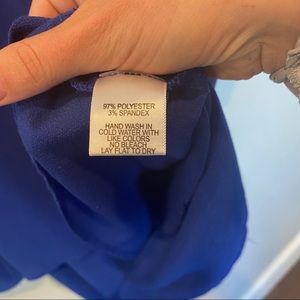 97% POLYESTER
3% SPANDEX
HAND WASH IN
COLD WATER WITH
LIKE COLORS
NO BLEACH
LAY FLAT TO DRY